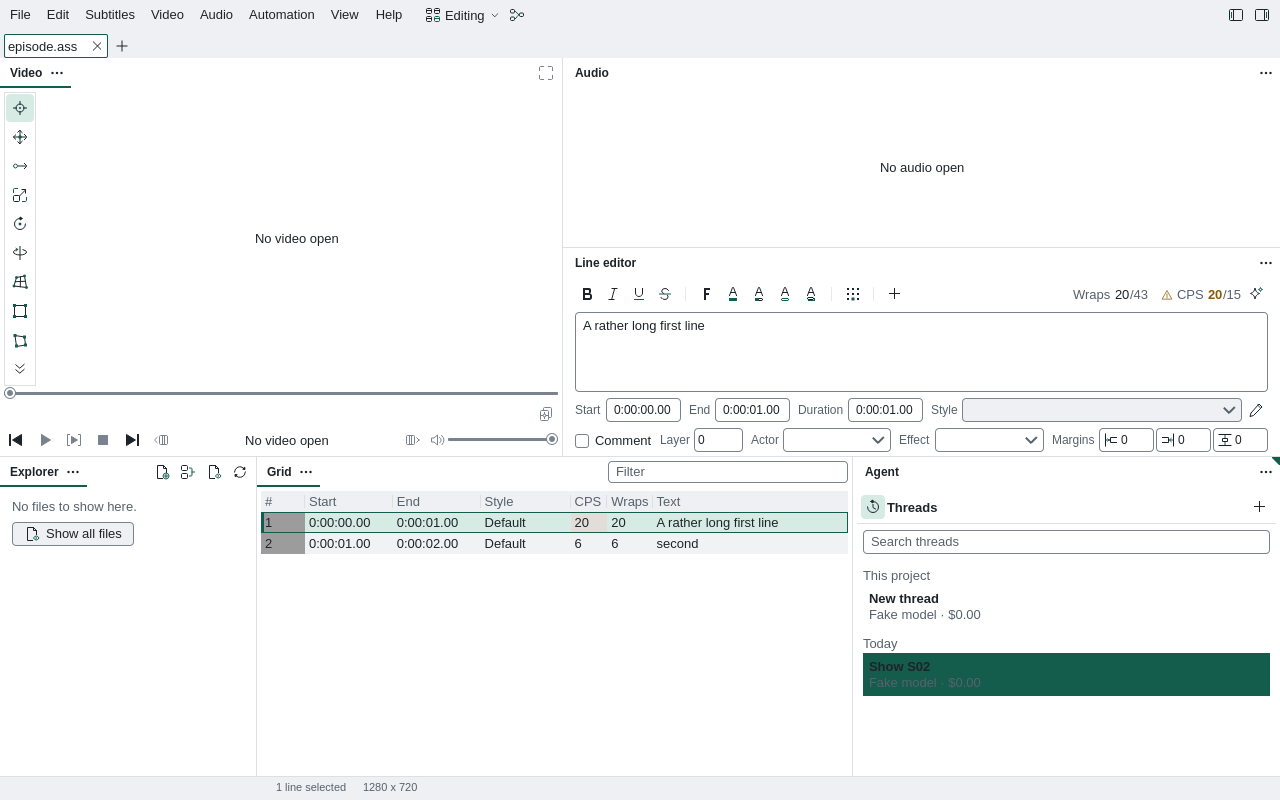 File Edit Subtitles Video Audio Automation View Help Editing
episode.ass
Video
No video open
No video open
Audio
No audio open
Line editor
B I U S F A A A A Wraps 20/43 CPS 20/15
A rather long first line
Start 0:00:00.00 End 0:00:01.00 Duration 0:00:01.00 Style
Comment Layer 0 Actor Effect Margins 0 0 0
Explorer
No files to show here.
Show all files
Grid Filter
# Start End Style CPS Wraps Text
1 0:00:00.00 0:00:01.00 Default 20 20 A rather long first line
2 0:00:01.00 0:00:02.00 Default 6 6 second
Agent
Threads
Search threads
This project
New thread
Fake model · $0.00
Today
Show S02
Fake model · $0.00
1 line selected 1280 x 720